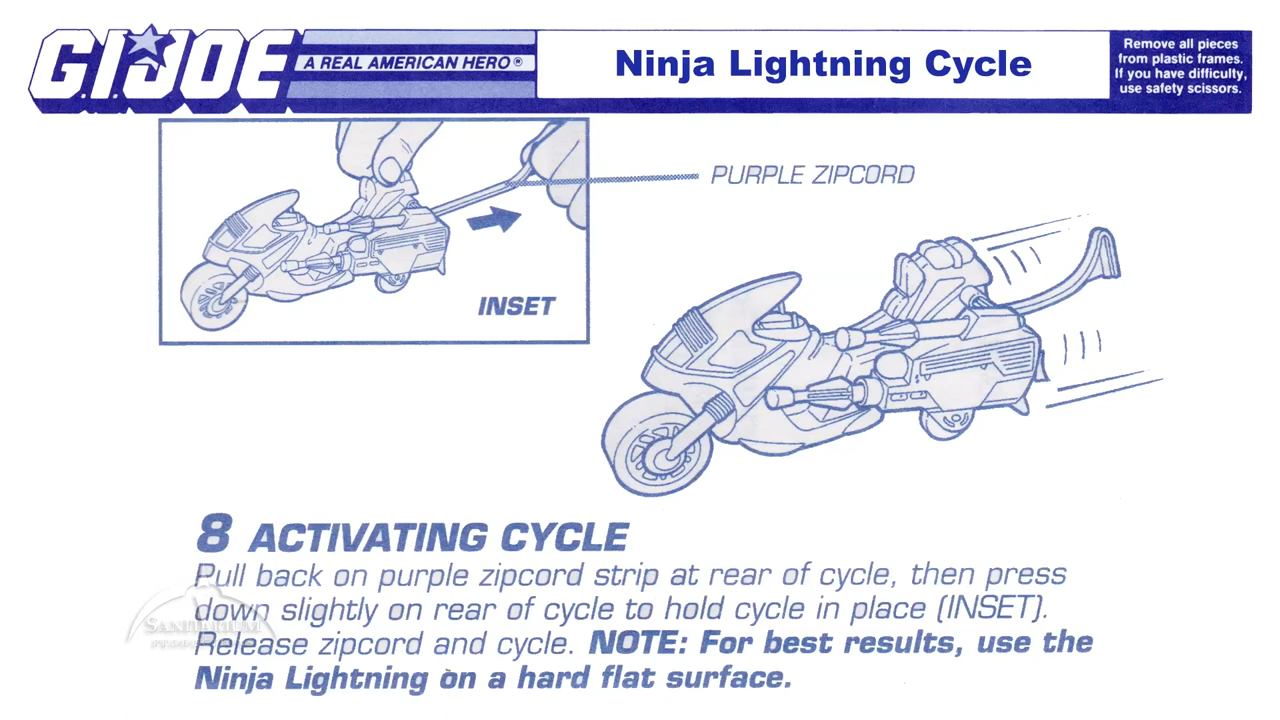 G.I. JOE
A REAL AMERICAN HERO®
Ninja Lightning Cycle
Remove all pieces
from plastic frames.
If you have difficulty,
use safety scissors.
PURPLE ZIPCORD
INSET
8 ACTIVATING CYCLE
Pull back on purple zipcord strip at rear of cycle, then press
down slightly on rear of cycle to hold cycle in place (INSET).
Release zipcord and cycle. NOTE: For best results, use the
Ninja Lightning on a hard flat surface.
SANITARIUM